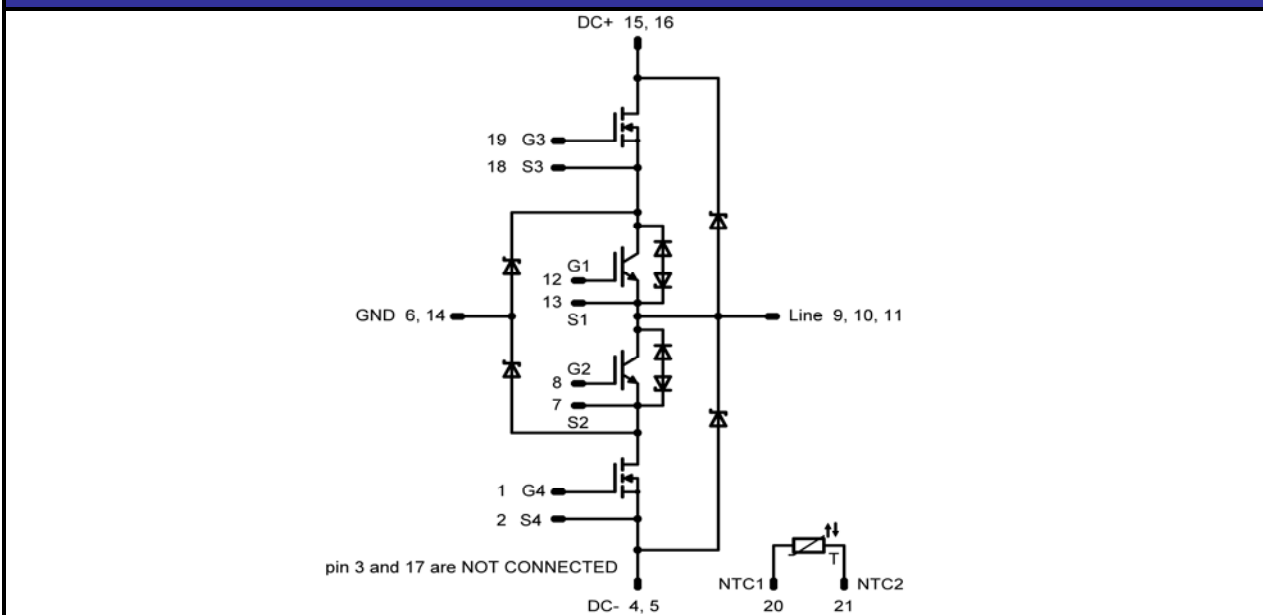 DC+ 15, 16
19 G3
18 S3
G1
12
13
S1
GND 6, 14
Line 9, 10, 11
G2
8
7
S2
1 G4
2 S4
T
pin 3 and 17 are NOT CONNECTED
NTC1 NTC2
DC- 4, 5
20 21